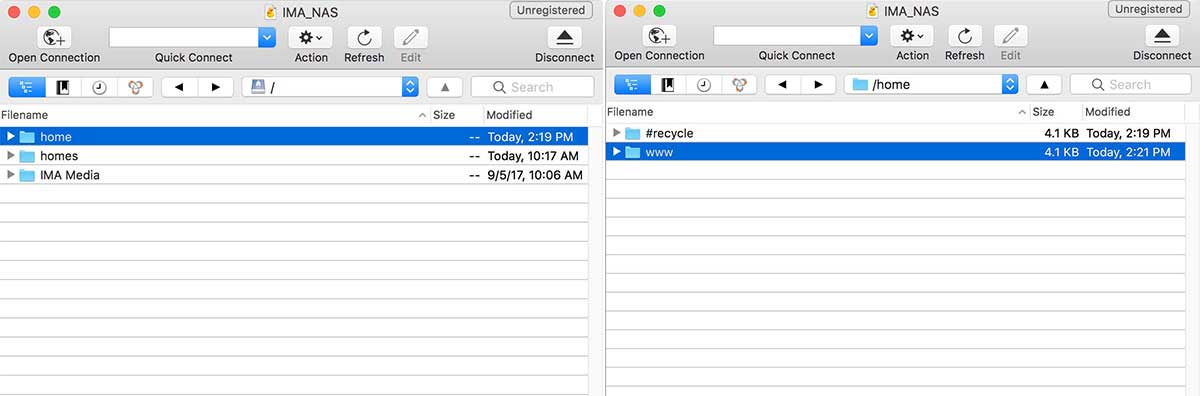 IMA_NAS
Unregistered
Open Connection
Quick Connect
Action
Refresh
Edit
Disconnect
/
Search
Filename
Size
Modified
home
--
Today, 2:19 PM
homes
--
Today, 10:17 AM
IMA Media
--
9/5/17, 10:06 AM
IMA_NAS
Unregistered
Open Connection
Quick Connect
Action
Refresh
Edit
Disconnect
/home
Search
Filename
Size
Modified
#recycle
4.1 KB
Today, 2:19 PM
www
4.1 KB
Today, 2:21 PM